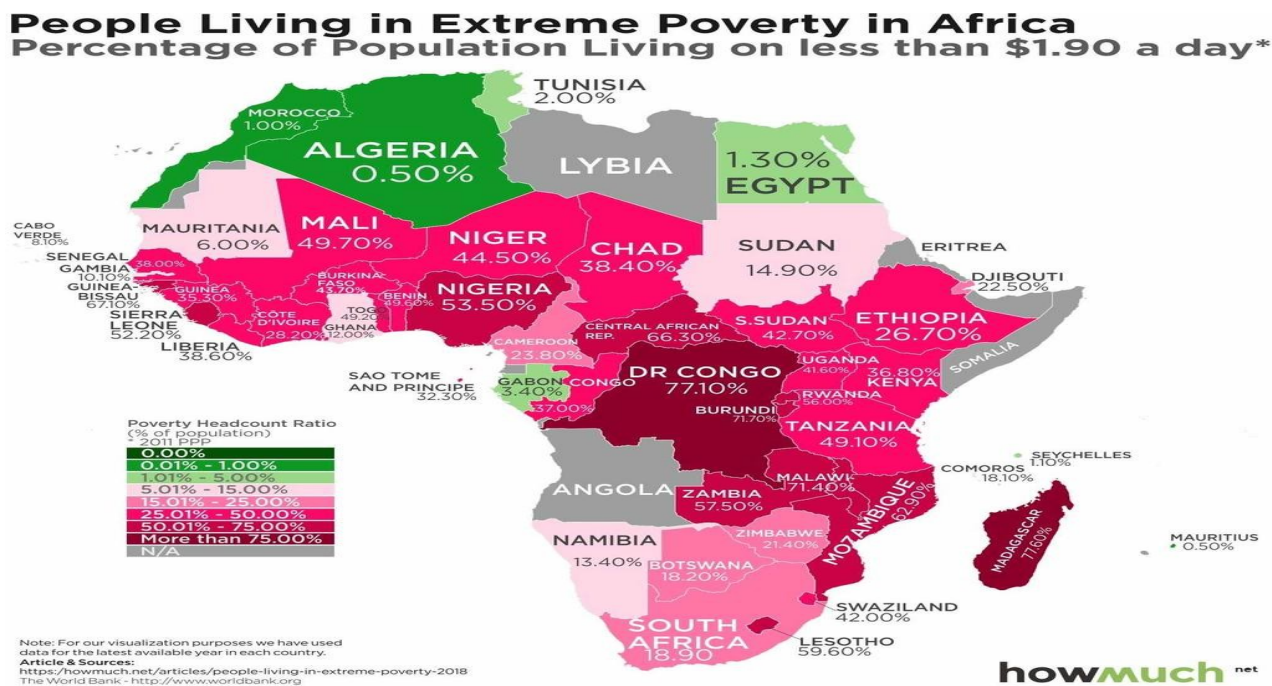 People Living in Extreme Poverty in Africa
Percentage of Population Living on less than $1.90 a day*
TUNISIA
2.00%
MOROCCO
1.00%
ALGERIA
0.50%
LYBIA
1.30%
EGYPT
CABO
VERDE
8.10%
MAURITANIA
6.00%
MALI
49.70%
NIGER
44.50%
CHAD
38.40%
SUDAN
14.90%
ERITREA
DJIBOUTI
22.50%
SENEGAL
38.00%
GAMBIA
10.10%
GUINEA-
BISSAU
67.10%
GUINEA
35.30%
BURKINA-
FASO
43.70%
BENIN
49.60%
NIGERIA
53.50%
SIERRA
LEONE
52.20%
CÔTE
D'IVOIRE
28.20%
TOGO
49.20%
GHANA
12.00%
LIBERIA
38.60%
CENTRAL AFRICAN
REP.
66.30%
S.SUDAN
42.70%
ETHIOPIA
26.70%
CAMEROON
23.80%
SOMALIA
SAO TOME
AND PRINCIPE
32.30%
GABON
3.40%
CONGO
37.00%
DR CONGO
77.10%
UGANDA
41.60%
36.80%
KENYA
RWANDA
56.00%
BURUNDI
71.70%
TANZANIA
49.10%
SEYCHELLES
1.10%
COMOROS
18.10%
ANGOLA
ZAMBIA
57.50%
MALAWI
71.40%
MOZAMBIQUE
62.90%
MADAGASCAR
77.60%
MAURITIUS
0.50%
NAMIBIA
13.40%
ZIMBABWE
21.40%
BOTSWANA
18.20%
SWAZILAND
42.00%
SOUTH
AFRICA
18.90
LESOTHO
59.60%
Poverty Headcount Ratio
(% of population)
* 2011 PPP
0.00%
0.01% - 1.00%
1.01% - 5.00%
5.01% - 15.00%
15.01% - 25.00%
25.01% - 50.00%
50.01% - 75.00%
More than 75.00%
N/A
Note: For our visualization purposes we have used
data for the latest available year in each country.
Article & Sources:
https:/howmuch.net/articles/people-living-in-extreme-poverty-2018
The World Bank - http://www.worldbank.org
howmuch net